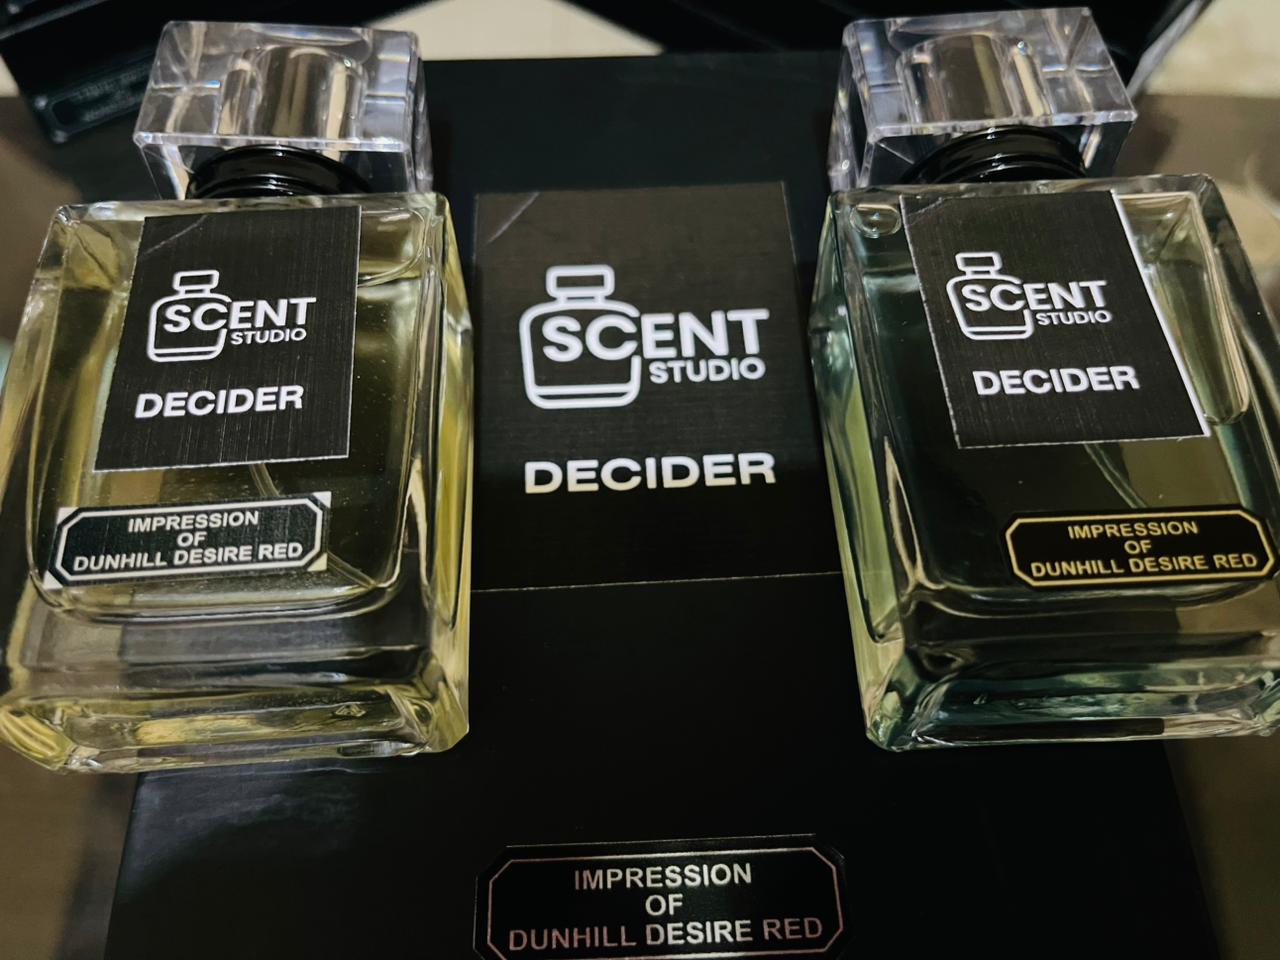 SCENT
STUDIO
DECIDER
IMPRESSION
OF
DUNHILL DESIRE RED
SCENT
STUDIO
DECIDER
IMPRESSION
OF
DUNHILL DESIRE RED
SCENT
STUDIO
DECIDER
IMPRESSION
OF
DUNHILL DESIRE RED